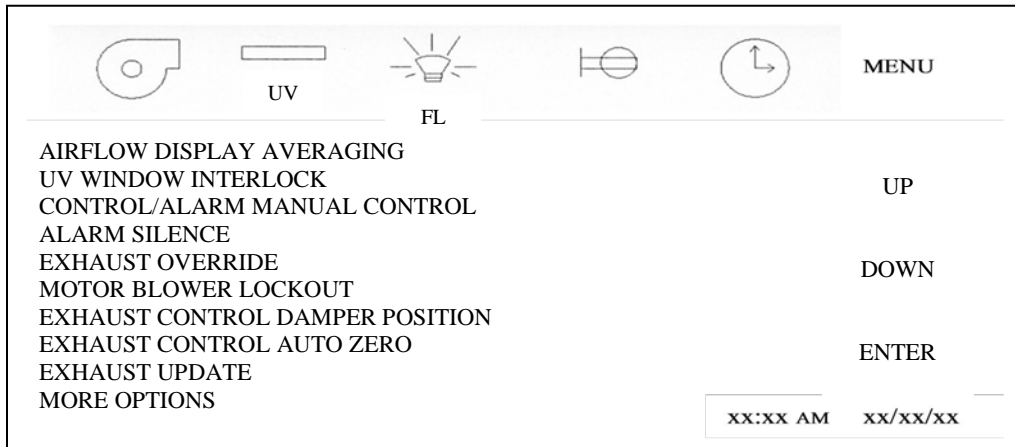 UV
FL
MENU
AIRFLOW DISPLAY AVERAGING
UV WINDOW INTERLOCK
CONTROL/ALARM MANUAL CONTROL
ALARM SILENCE
EXHAUST OVERRIDE
MOTOR BLOWER LOCKOUT
EXHAUST CONTROL DAMPER POSITION
EXHAUST CONTROL AUTO ZERO
EXHAUST UPDATE
MORE OPTIONS
UP
DOWN
ENTER
xx:xx AM xx/xx/xx